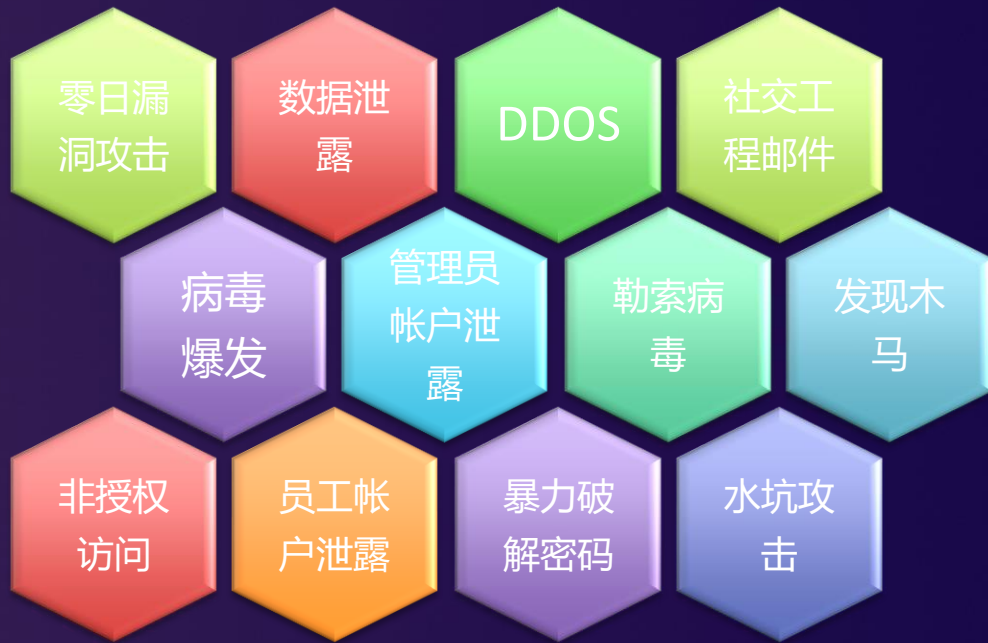 零日漏
洞攻击
数据泄
露
DDOS
社交工
程邮件
病毒
爆发
管理员
帐户泄
露
勒索病
毒
发现木
马
非授权
访问
员工帐
户泄露
暴力破
解密码
水坑攻
击